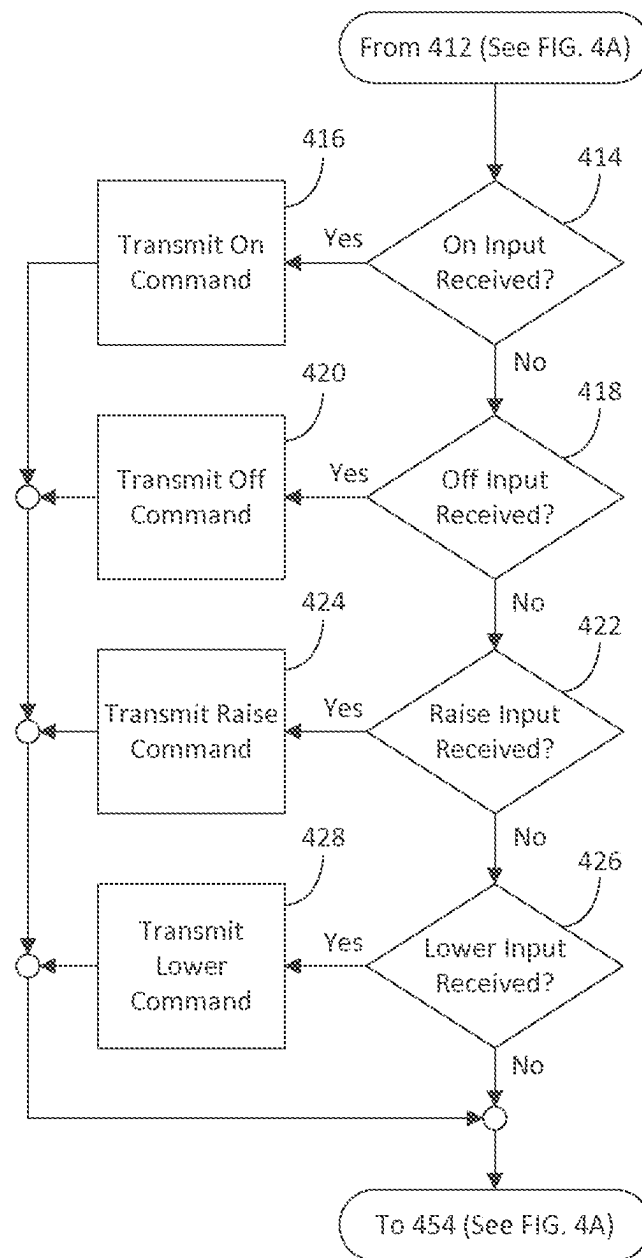 From 412 (See FIG. 4A)
416
414
Transmit On
Command
Yes
On Input
Received?
No
420
418
Transmit Off
Command
Yes
Off Input
Received?
No
424
422
Transmit Raise
Command
Yes
Raise Input
Received?
No
428
426
Transmit
Lower
Command
Yes
Lower Input
Received?
No
To 454 (See FIG. 4A)